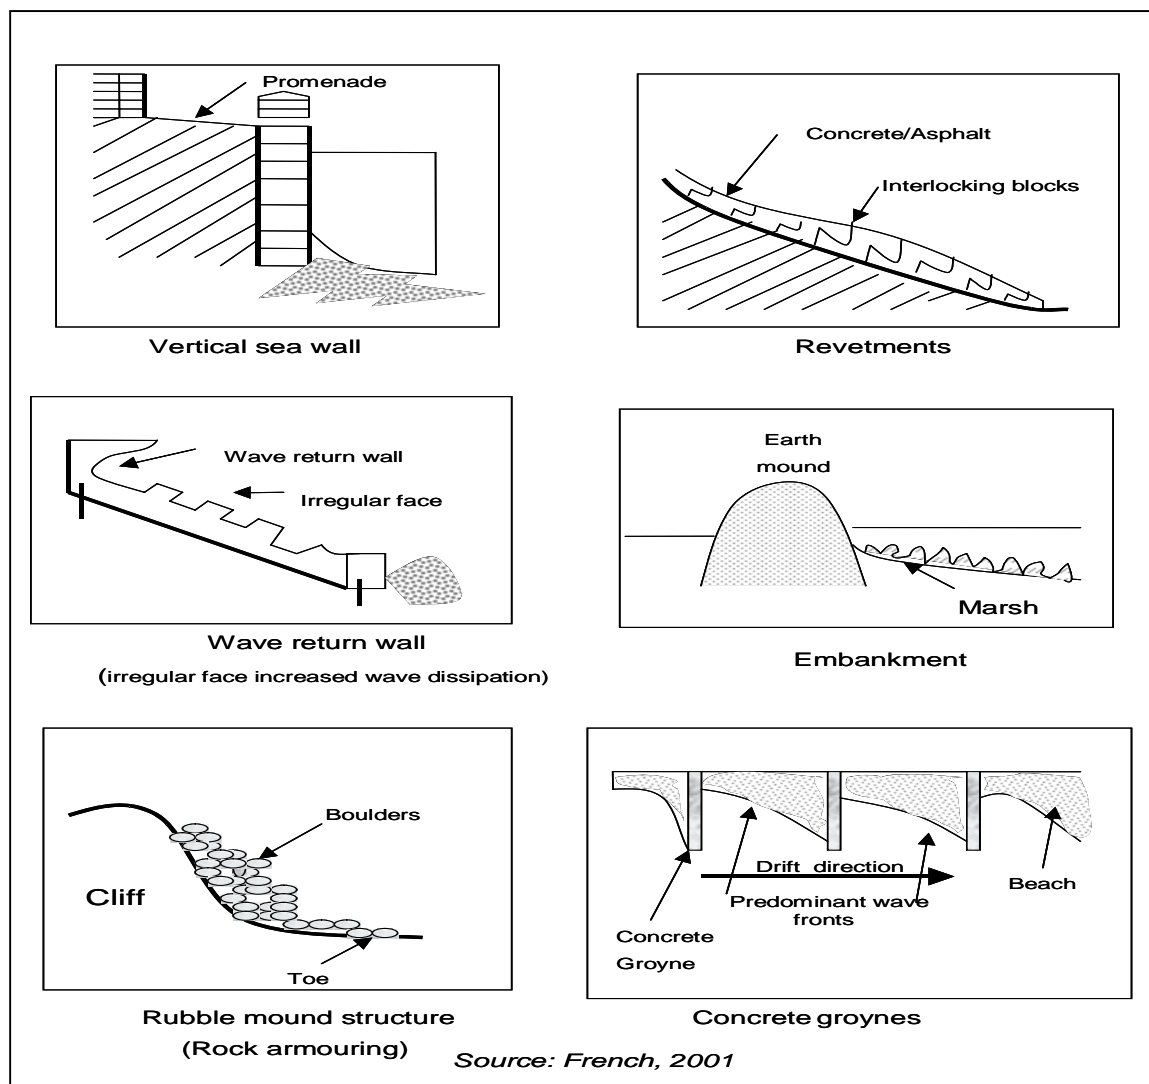 Promenade
Vertical sea wall
Concrete/Asphalt
Interlocking blocks
Revetments
Wave return wall
Irregular face
Wave return wall
(irregular face increased wave dissipation)
Earth
mound
Marsh
Embankment
Boulders
Cliff
Toe
Rubble mound structure
(Rock armouring)
Drift direction
Predominant wave
fronts
Beach
Concrete
Groyne
Concrete groynes
Source: French, 2001